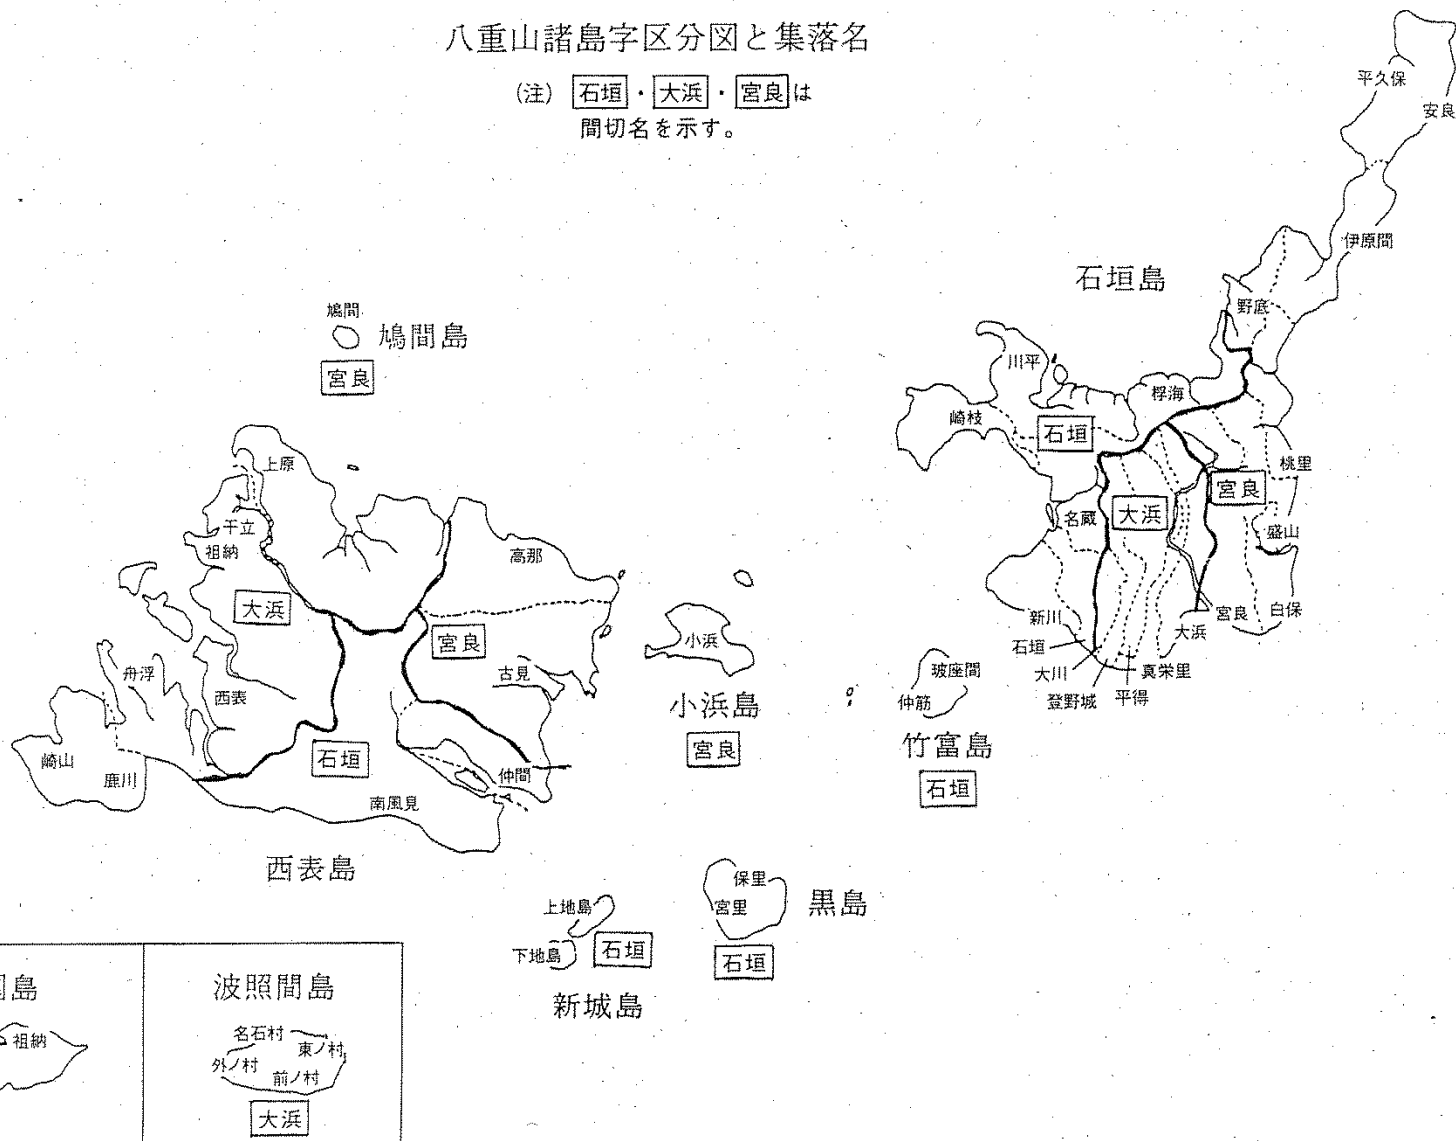 八重山諸島字区分図と集落名
(注) 石垣・大浜・宮良は
間切名を示す。
平久保
安良
伊原間
石垣島
野底
川平
桴海
崎枝
石垣
桃里
宮良
大浜
名蔵
盛山
新川
宮良
白保
大浜
石垣
大川
真栄里
登野城
平得
鳩間
鳩間島
宮良
上原
干立
祖納
高那
大浜
宮良
古見
舟浮
西表
崎山
鹿川
石垣
仲間
南風見
西表島
小浜
小浜島
宮良
玻座間
仲筋
竹富島
石垣
保里
宮里
黒島
石垣
上地島
下地島
石垣
新城島
島
祖納
波照間島
名石村
東ノ村
外ノ村
前ノ村
大浜